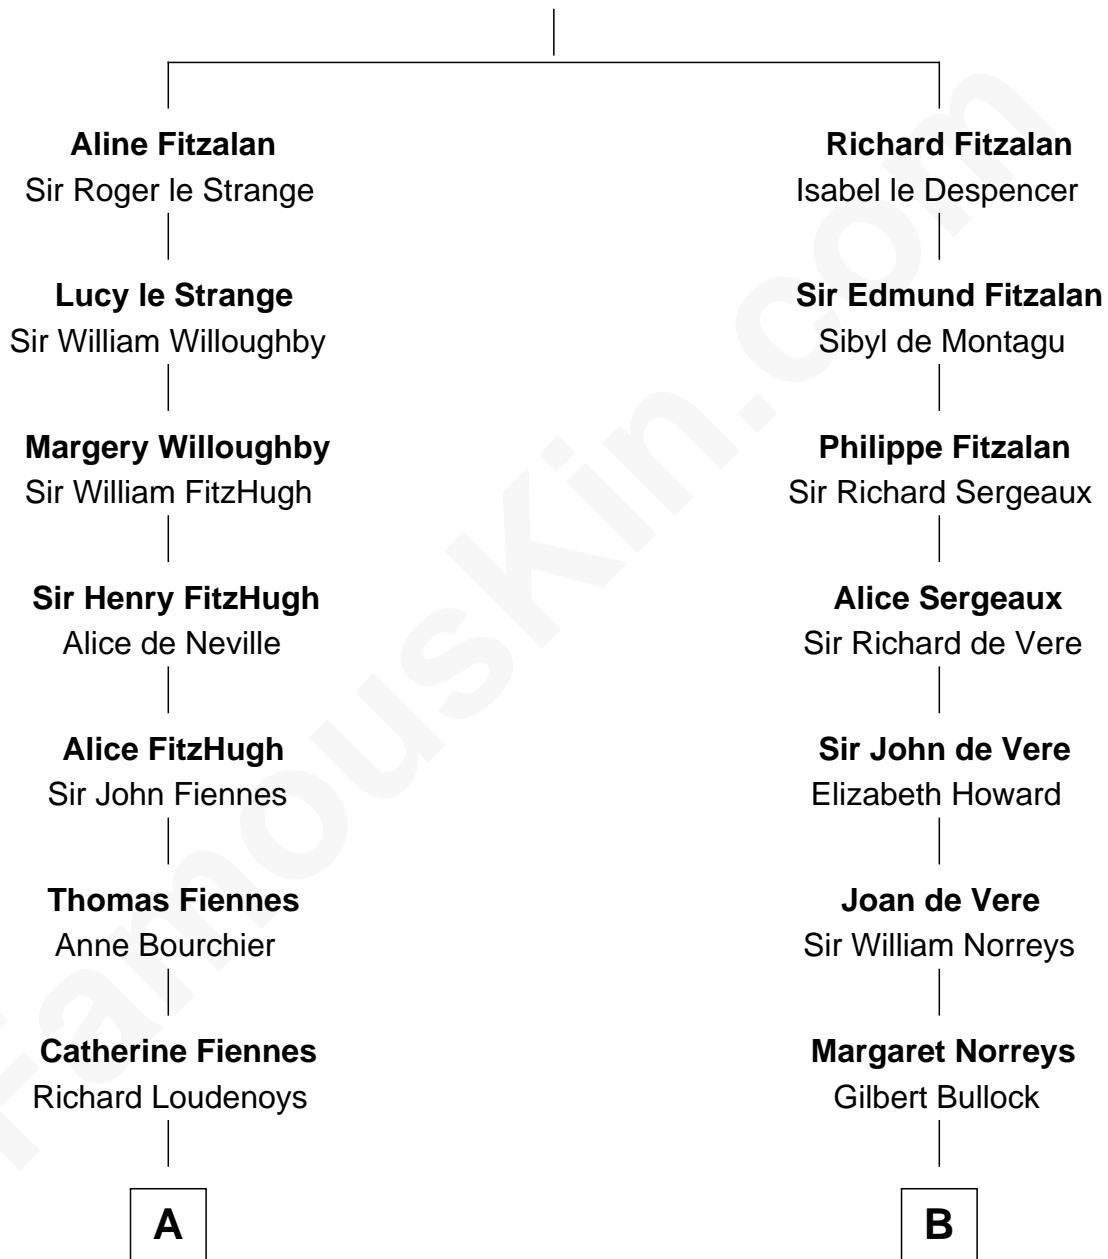 Aline Fitzalan
Sir Roger le Strange
Lucy le Strange
Sir William Willoughby
Margery Willoughby
Sir William FitzHugh
Sir Henry FitzHugh
Alice de Neville
Alice FitzHugh
Sir John Fiennes
Thomas Fiennes
Anne Bourchier
Catherine Fiennes
Richard Loudenoys
A
Richard Fitzalan
Isabel le Despencer
Sir Edmund Fitzalan
Sibyl de Montagu
Philippe Fitzalan
Sir Richard Sergeaux
Alice Sergeaux
Sir Richard de Vere
Sir John de Vere
Elizabeth Howard
Joan de Vere
Sir William Norreys
Margaret Norreys
Gilbert Bullock
B
FamousKin.com